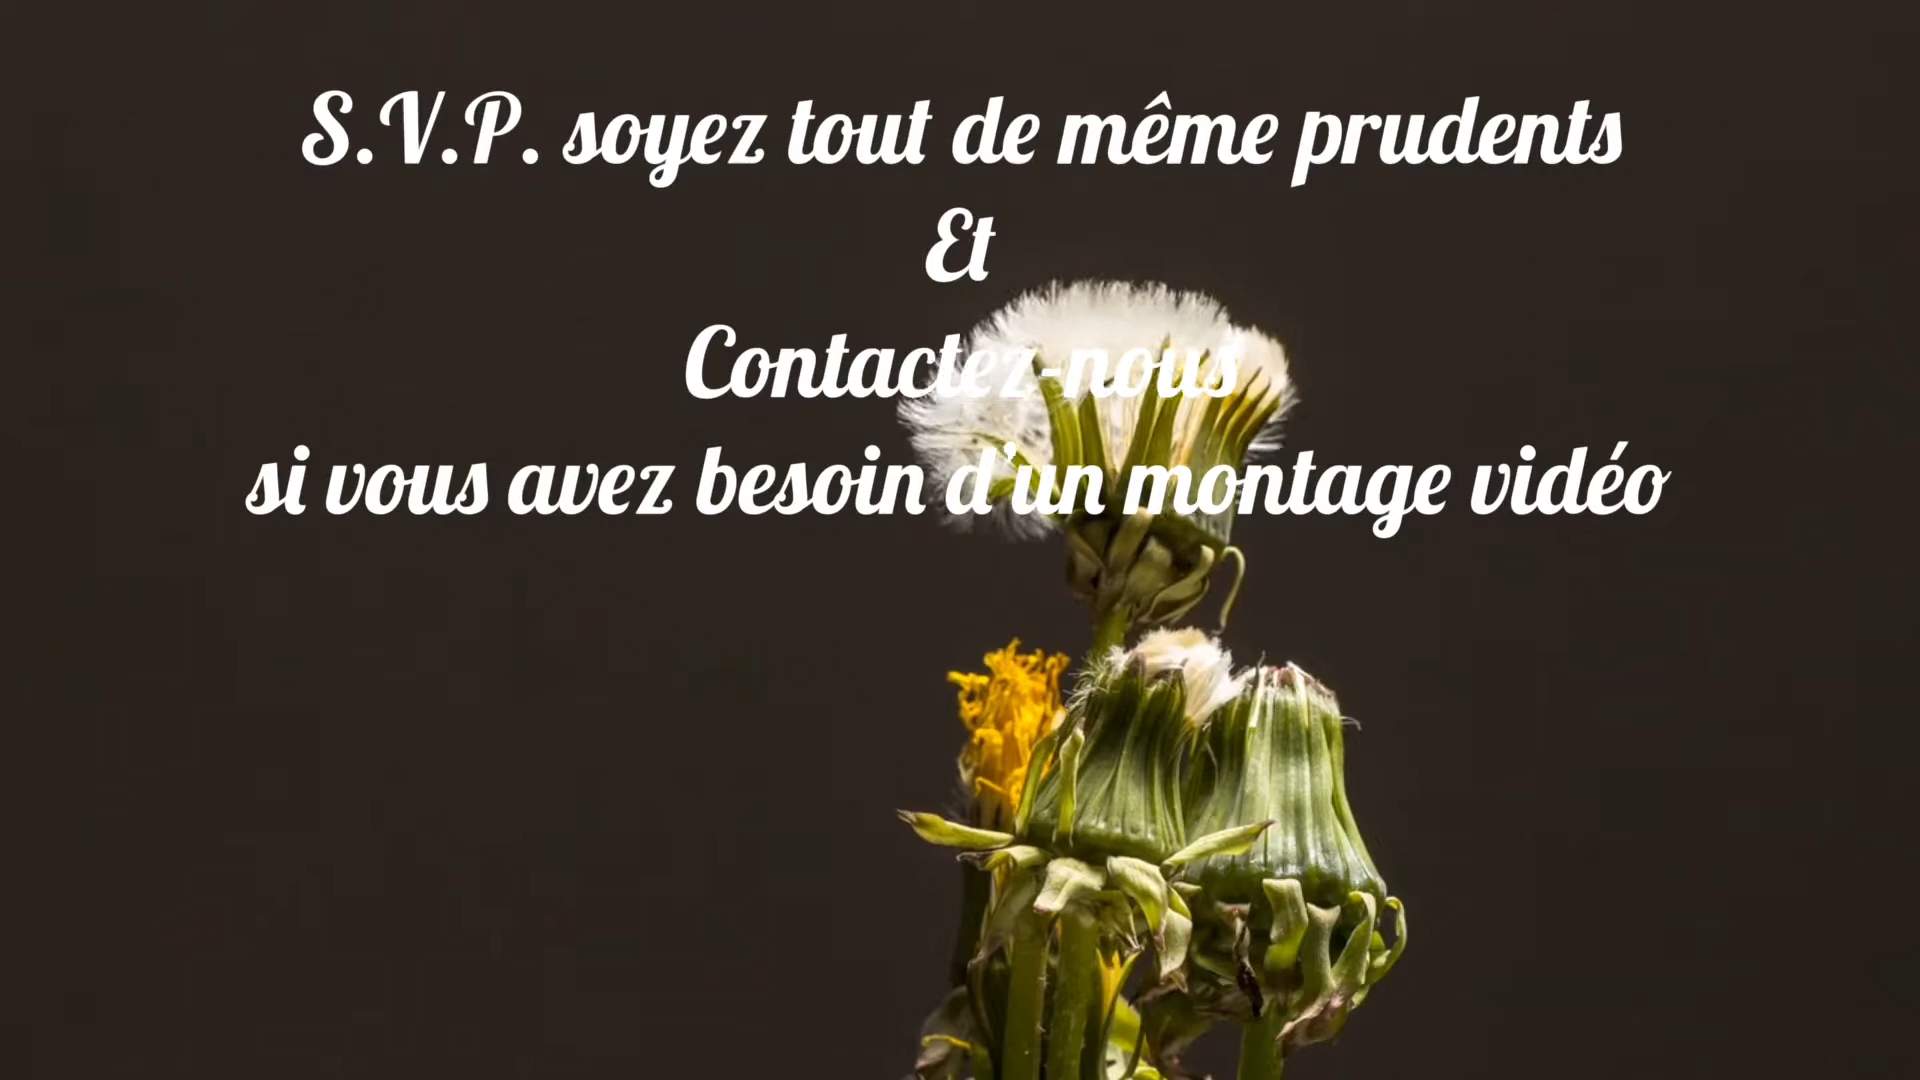 S.V.P. soyez tout de même prudents
Et
Contactez-nous
si vous avez besoin d'un montage vidéo